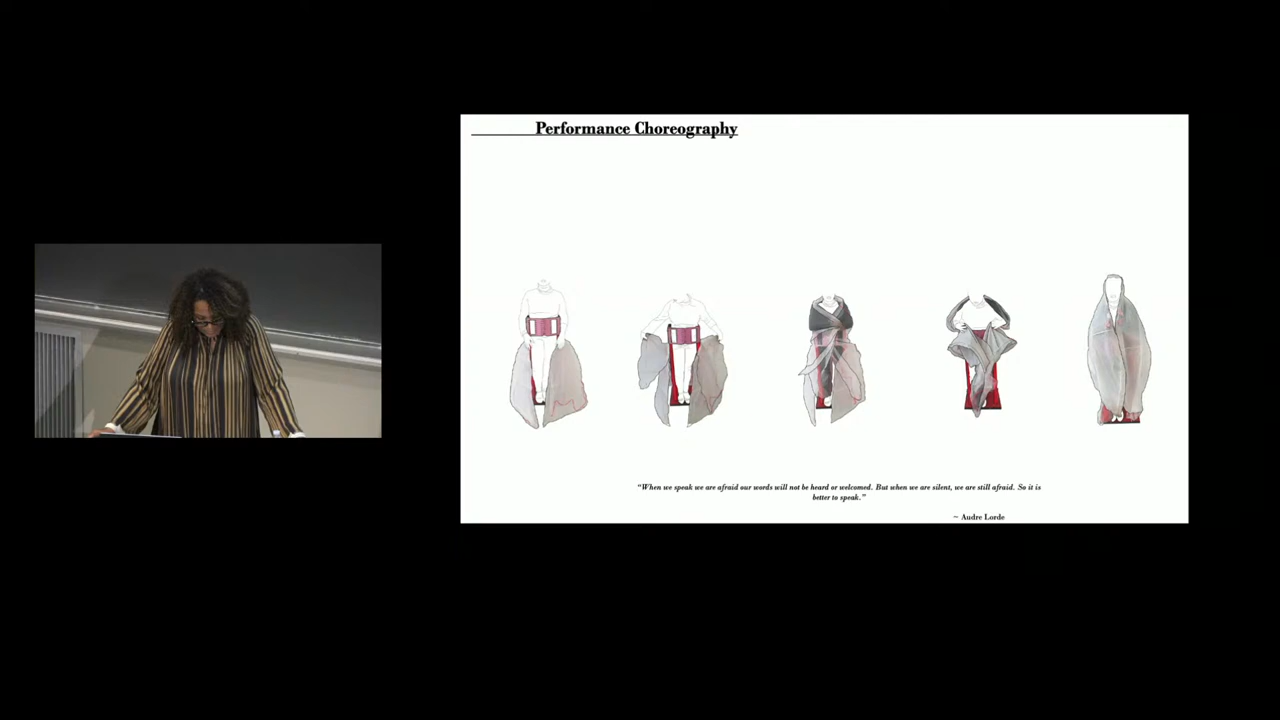 Performance Choreography
“When we speak we are afraid our words will not be heard or welcomed. But when we are silent, we are still afraid. So it is
better to speak.”
~ Audre Lorde